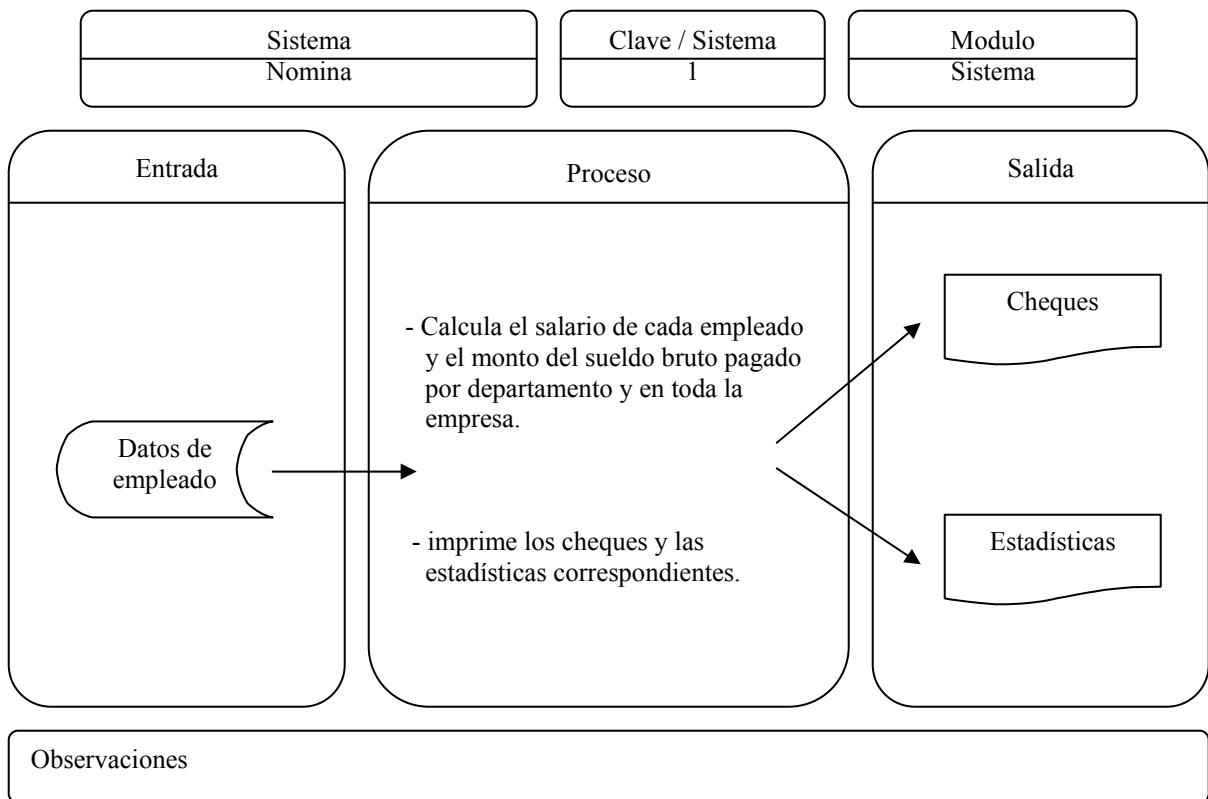 Sistema
Nomina
Clave / Sistema
1
Modulo
Sistema
Entrada
Proceso
Salida
Datos de
empleado
- Calcula el salario de cada empleado
y el monto del sueldo bruto pagado
por departamento y en toda la
empresa.
- imprime los cheques y las
estadísticas correspondientes.
Cheques
Estadísticas
Observaciones